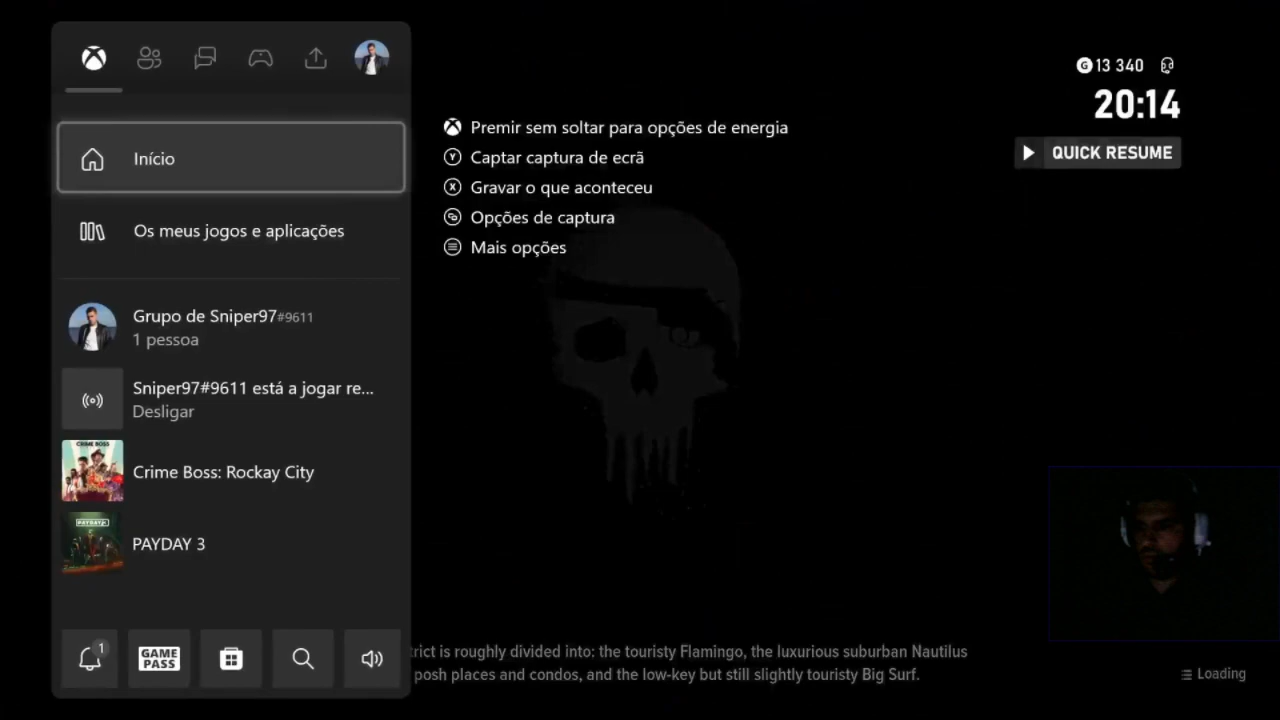 Início
Os meus jogos e aplicações
Grupo de Sniper97#9611
1 pessoa
Sniper97#9611 está a jogar re...
Desligar
CRIME BOSS
Crime Boss: Rockay City
PAYDAY 3
PAYDAY 3
1
GAME
PASS
Premir sem soltar para opções de energia
Y Captar captura de ecrã
X Gravar o que aconteceu
Opções de captura
Mais opções
G 13 340
20:14
QUICK RESUME
trict is roughly divided into: the touristy Flamingo, the luxurious suburban Nautilus
posh places and condos, and the low-key but still slightly touristy Big Surf.
Loading